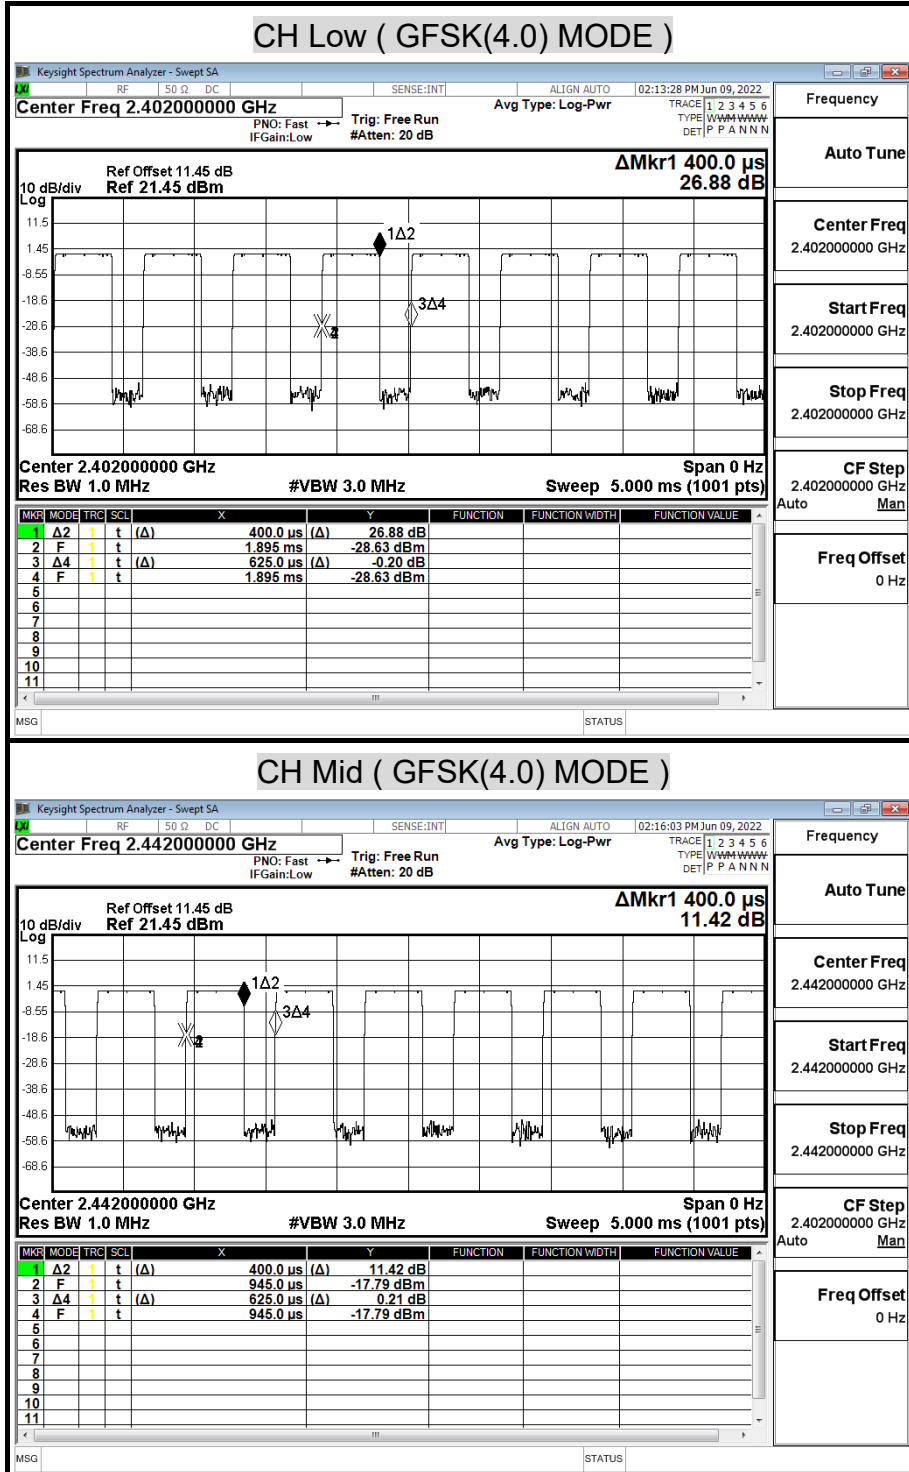 CH Low ( GFSK(4.0) MODE )
Keysight Spectrum Analyzer - Swept SA
LXI RF 50 Ω DC SENSE:INT ALIGN AUTO 02:13:28 PM Jun 09, 2022
Center Freq 2.402000000 GHz
PNO: Fast
IFGain:Low
Trig: Free Run
#Atten: 20 dB
Avg Type: Log-Pwr
TRACE 1 2 3 4 5 6
TYPE WWMWWWW
DET P P A N N N
Frequency
Auto Tune
Center Freq
2.402000000 GHz
Start Freq
2.402000000 GHz
Stop Freq
2.402000000 GHz
CF Step
2.402000000 GHz
Auto Man
Freq Offset
0 Hz
ΔMkr1 400.0 µs
26.88 dB
Ref Offset 11.45 dB
10 dB/div Ref 21.45 dBm
Log
11.5
1.45
-8.55
-18.6
-28.6
-38.6
-48.6
-58.6
-68.6
1Δ2
3Δ4
Center 2.402000000 GHz Span 0 Hz
Res BW 1.0 MHz #VBW 3.0 MHz Sweep 5.000 ms (1001 pts)
MKR MODE TRC SCL X Y FUNCTION FUNCTION WIDTH FUNCTION VALUE
1 Δ2 1 t (Δ) 400.0 µs (Δ) 26.88 dB
2 F 1 t 1.895 ms -28.63 dBm
3 Δ4 1 t (Δ) 625.0 µs (Δ) -0.20 dB
4 F 1 t 1.895 ms -28.63 dBm
5
6
7
8
9
10
11
MSG STATUS
CH Mid ( GFSK(4.0) MODE )
Keysight Spectrum Analyzer - Swept SA
LXI RF 50 Ω DC SENSE:INT ALIGN AUTO 02:16:03 PM Jun 09, 2022
Center Freq 2.442000000 GHz
PNO: Fast
IFGain:Low
Trig: Free Run
#Atten: 20 dB
Avg Type: Log-Pwr
TRACE 1 2 3 4 5 6
TYPE WWMWWWW
DET P P A N N N
Frequency
Auto Tune
Center Freq
2.442000000 GHz
Start Freq
2.442000000 GHz
Stop Freq
2.442000000 GHz
CF Step
2.402000000 GHz
Auto Man
Freq Offset
0 Hz
ΔMkr1 400.0 µs
11.42 dB
Ref Offset 11.45 dB
10 dB/div Ref 21.45 dBm
Log
11.5
1.45
-8.55
-18.6
-28.6
-38.6
-48.6
-58.6
-68.6
1Δ2
3Δ4
Center 2.442000000 GHz Span 0 Hz
Res BW 1.0 MHz #VBW 3.0 MHz Sweep 5.000 ms (1001 pts)
MKR MODE TRC SCL X Y FUNCTION FUNCTION WIDTH FUNCTION VALUE
1 Δ2 1 t (Δ) 400.0 µs (Δ) 11.42 dB
2 F 1 t 945.0 µs -17.79 dBm
3 Δ4 1 t (Δ) 625.0 µs (Δ) 0.21 dB
4 F 1 t 945.0 µs -17.79 dBm
5
6
7
8
9
10
11
MSG STATUS